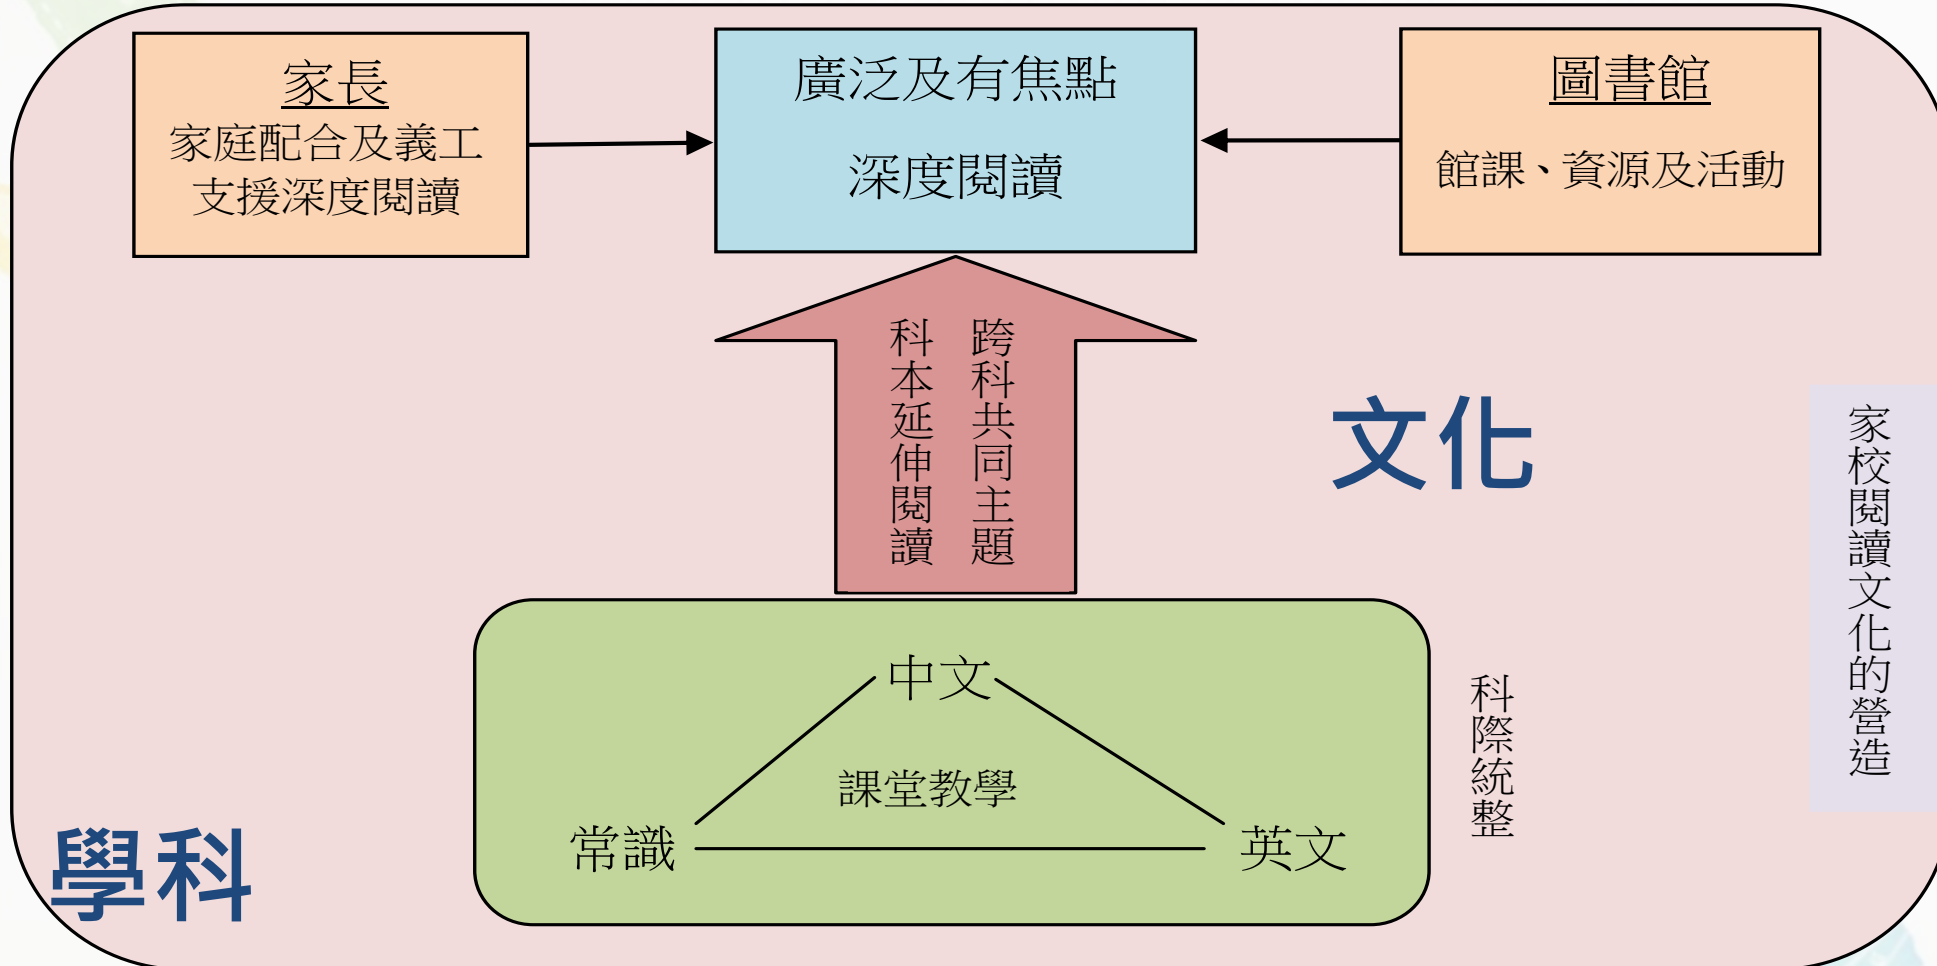 家長
家庭配合及義工
支援深度閱讀
廣泛及有焦點
深度閱讀
圖書館
館課、資源及活動
跨科共同主題
科本延伸閱讀
文化
家校閱讀文化的營造
中文
課堂教學
常識
英文
科際統整
學科